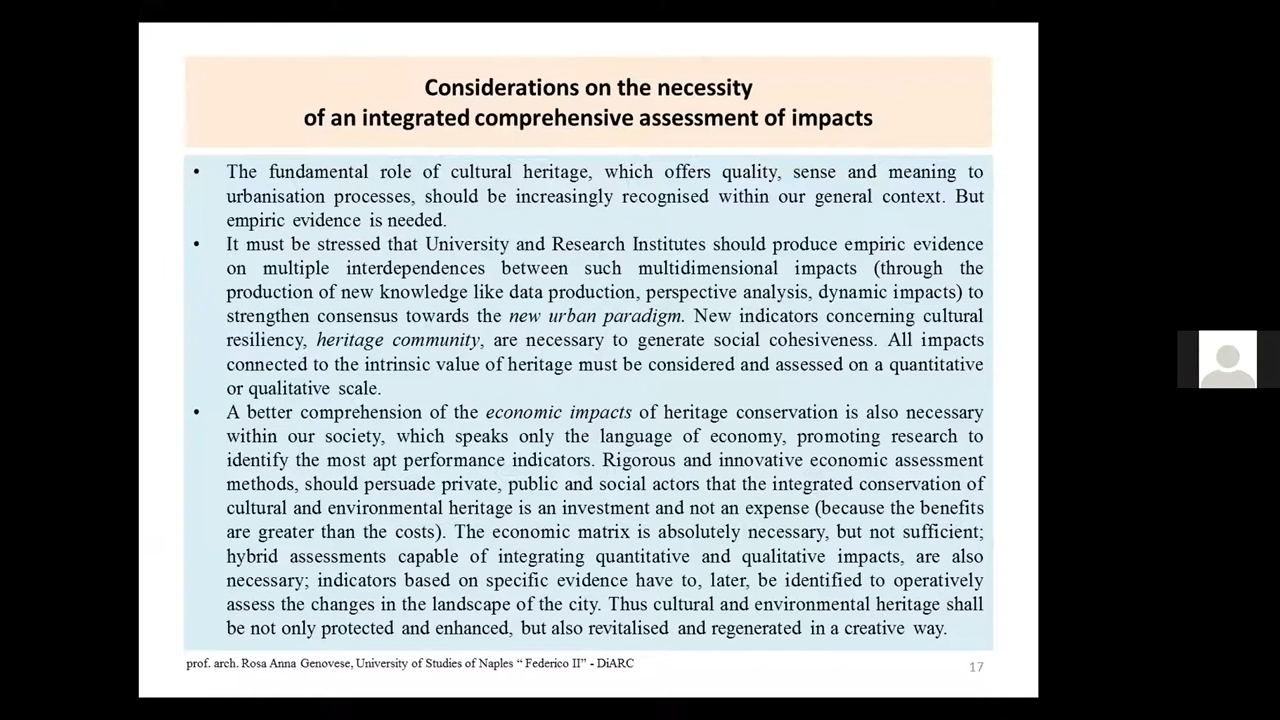 Considerations on the necessity
of an integrated comprehensive assessment of impacts
• The fundamental role of cultural heritage, which offers quality, sense and meaning to
urbanisation processes, should be increasingly recognised within our general context. But
empiric evidence is needed.
• It must be stressed that University and Research Institutes should produce empiric evidence
on multiple interdependences between such multidimensional impacts (through the
production of new knowledge like data production, perspective analysis, dynamic impacts) to
strengthen consensus towards the new urban paradigm. New indicators concerning cultural
resiliency, heritage community, are necessary to generate social cohesiveness. All impacts
connected to the intrinsic value of heritage must be considered and assessed on a quantitative
or qualitative scale.
• A better comprehension of the economic impacts of heritage conservation is also necessary
within our society, which speaks only the language of economy, promoting research to
identify the most apt performance indicators. Rigorous and innovative economic assessment
methods, should persuade private, public and social actors that the integrated conservation of
cultural and environmental heritage is an investment and not an expense (because the benefits
are greater than the costs). The economic matrix is absolutely necessary, but not sufficient;
hybrid assessments capable of integrating quantitative and qualitative impacts, are also
necessary; indicators based on specific evidence have to, later, be identified to operatively
assess the changes in the landscape of the city. Thus cultural and environmental heritage shall
be not only protected and enhanced, but also revitalised and regenerated in a creative way.
prof. arch. Rosa Anna Genovese, University of Studies of Naples “ Federico II” - DiARC
17